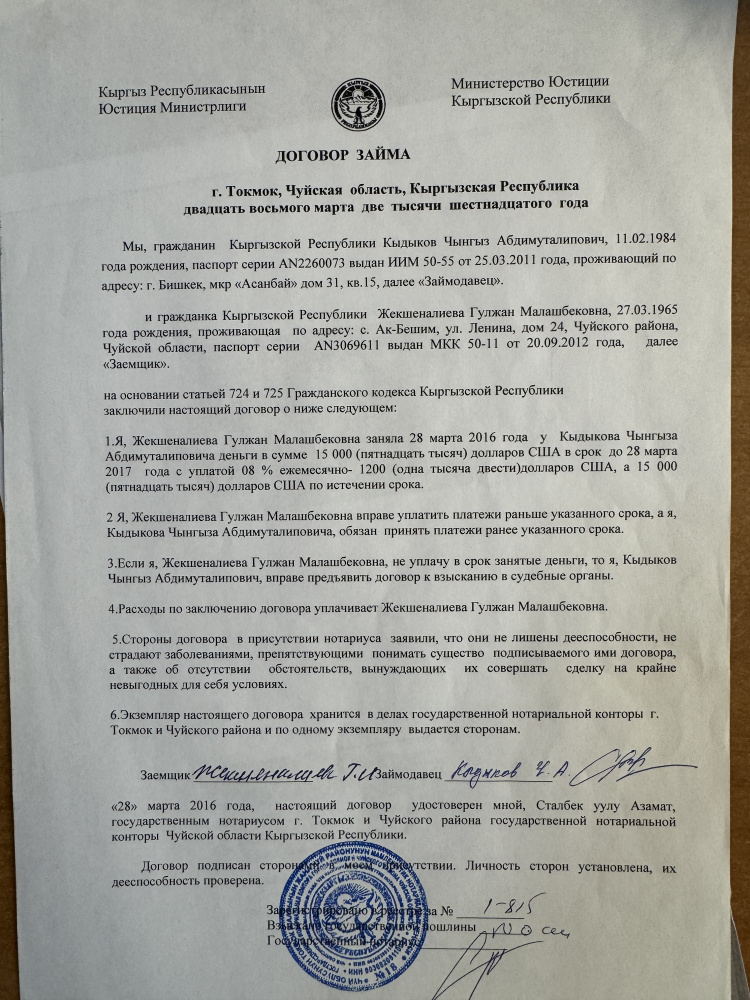 Кыргыз Республикасынын
Юстиция Министрлиги
Министерство Юстиции
Кыргызской Республики
ДОГОВОР ЗАЙМА
г. Токмок, Чуйская область, Кыргызская Республика
двадцать восьмого марта две тысячи шестнадцатого года
Мы, гражданин Кыргызской Республики Кыдыков Чынгыз Абдимуталипович, 11.02.1984
года рождения, паспорт серии AN2260073 выдан ИИМ 50-55 от 25.03.2011 года, проживающий по
адресу: г. Бишкек, мкр «Асанбай» дом 31, кв.15, далее «Займодавец».
и гражданка Кыргызской Республики Жекшеналиева Гулжан Малашбековна, 27.03.1965
года рождения, проживающая по адресу: с. Ак-Бешим, ул. Ленина, дом 24, Чуйского района,
Чуйской области, паспорт серии AN3069611 выдан МКК 50-11 от 20.09.2012 года, далее
«Заемщик».
на основании статьей 724 и 725 Гражданского кодекса Кыргызской Республики
заключили настоящий договор о ниже следующем:
1.Я, Жекшеналиева Гулжан Малашбековна заняла 28 марта 2016 года у Кыдыкова Чынгыза
Абдимуталиповича деньги в сумме 15 000 (пятнадцать тысяч) долларов США в срок до 28 марта
2017 года с уплатой 08 % ежемесячно- 1200 (одна тысяча двести)долларов США, а 15 000
(пятнадцать тысяч) долларов США по истечении срока.
2 Я, Жекшеналиева Гулжан Малашбековна вправе уплатить платежи раньше указанного срока, а я,
Кыдыкова Чынгыза Абдимуталиповича, обязан принять платежи ранее указанного срока.
3.Если я, Жекшеналиева Гулжан Малашбековна, не уплачу в срок занятые деньги, то я, Кыдыков
Чынгыз Абдимуталипович, вправе предъявить договор к взысканию в судебные органы.
4.Расходы по заключению договора уплачивает Жекшеналиева Гулжан Малашбековна.
5.Стороны договора в присутствии нотариуса заявили, что они не лишены дееспособности, не
страдают заболеваниями, препятствующими понимать существо подписываемого ими договора,
а также об отсутствии обстоятельств, вынуждающих их совершать сделку на крайне
невыгодных для себя условиях.
6.Экземпляр настоящего договора хранится в делах государственной нотариальной конторы г.
Токмок и Чуйского района и по одному экземпляру выдается сторонам.
Заемщик Жекшеналиева Г.М Займодавец Кыдыков Ч.А.
«28» марта 2016 года, настоящий договор удостоверен мной, Сталбек уулу Азамат,
государственным нотариусом г. Токмок и Чуйского района государственной нотариальной
конторы Чуйской области Кыргызской Республики.
Договор подписан сторонами в моем присутствии. Личность сторон установлена, их
дееспособность проверена.
Зарегистрировано в реестре за № 1-815
Взыскано государственной пошлины
Государственный нотариус